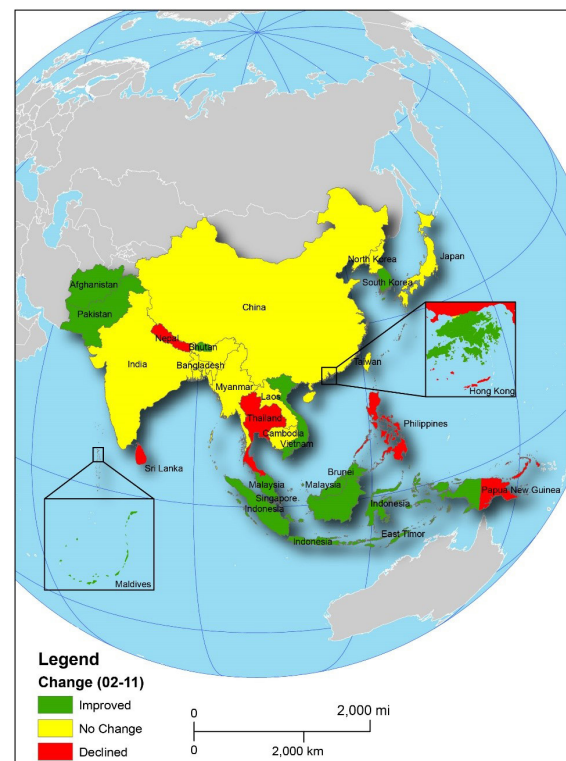 North Korea
Japan
South Korea
Afghanistan
China
Pakistan
Nepal
Bhutan
Taiwan
India
Bangladesh
Hong Kong
Myanmar
Laos
Thailand
Philippines
Cambodia
Vietnam
Sri Lanka
Brunei
Malaysia
Malaysia
Papua New Guinea
Singapore
Indonesia
Indonesia
East Timor
Indonesia
Maldives
Legend
Change (02-11)
Improved
No Change
Declined
0 2,000 mi
0 2,000 km